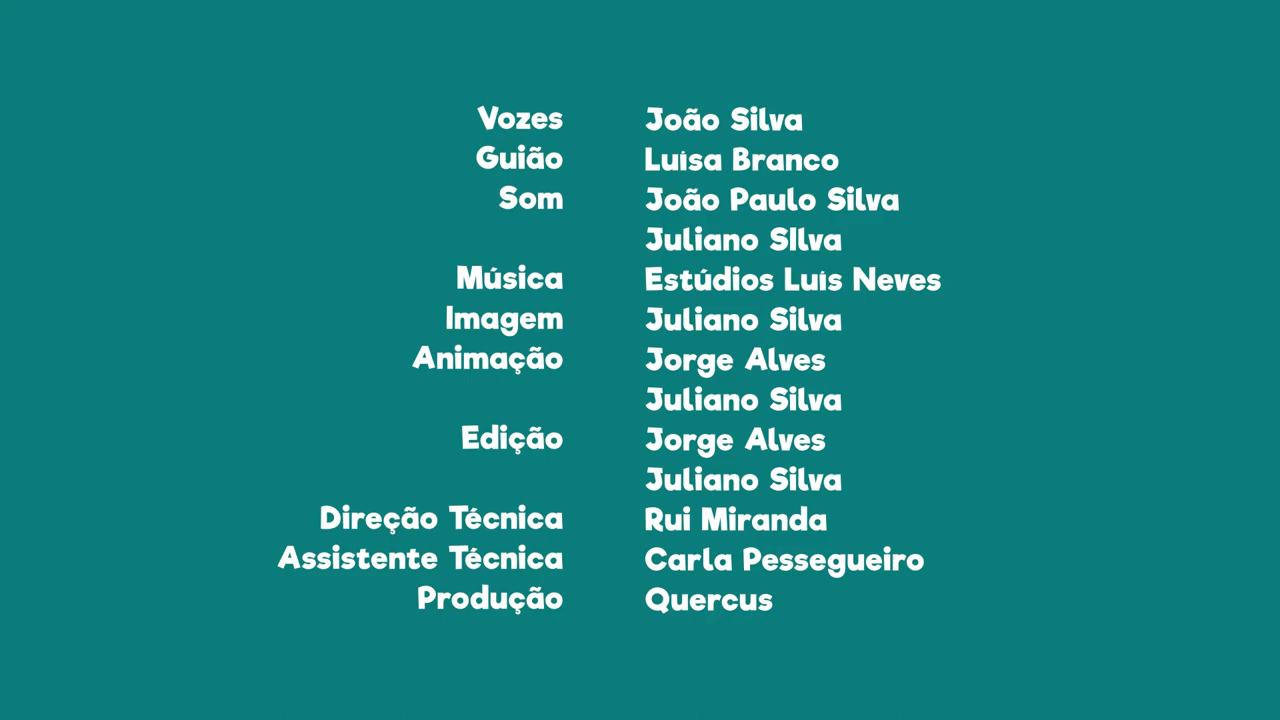 Vozes João Silva
Guião Luísa Branco
Som João Paulo Silva
Juliano SIlva
Música Estúdios Luís Neves
Imagem Juliano Silva
Animação Jorge Alves
Juliano Silva
Edição Jorge Alves
Juliano Silva
Direção Técnica Rui Miranda
Assistente Técnica Carla Pessegueiro
Produção Quercus